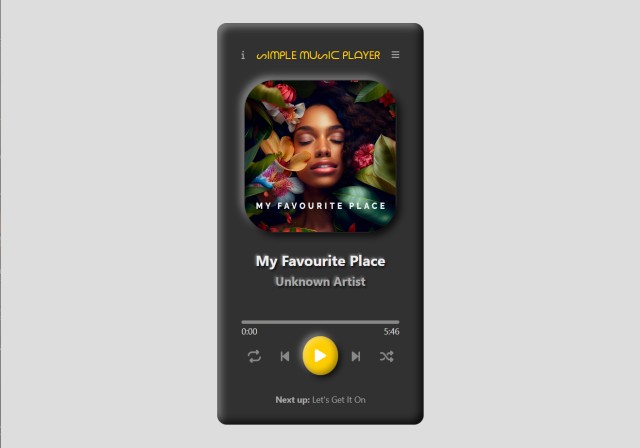 i SIMPLE MUSIC PLAYER
MY FAVOURITE PLACE
My Favourite Place
Unknown Artist
0:00 5:46
Next up: Let's Get It On